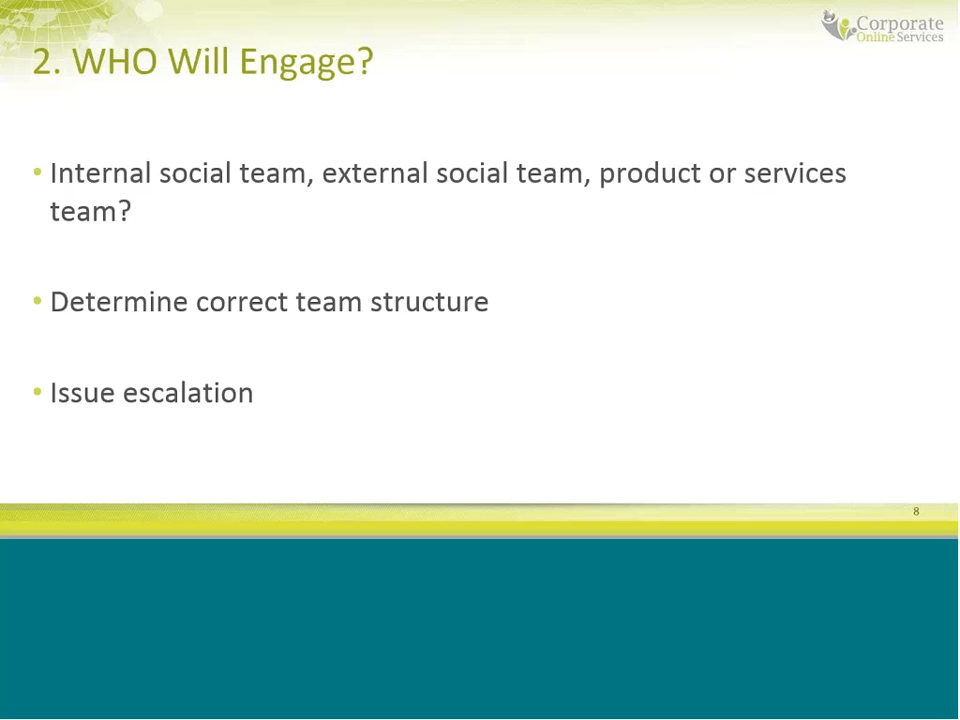 Corporate
Online Services
2. WHO Will Engage?
• Internal social team, external social team, product or services
team?
• Determine correct team structure
• Issue escalation
8